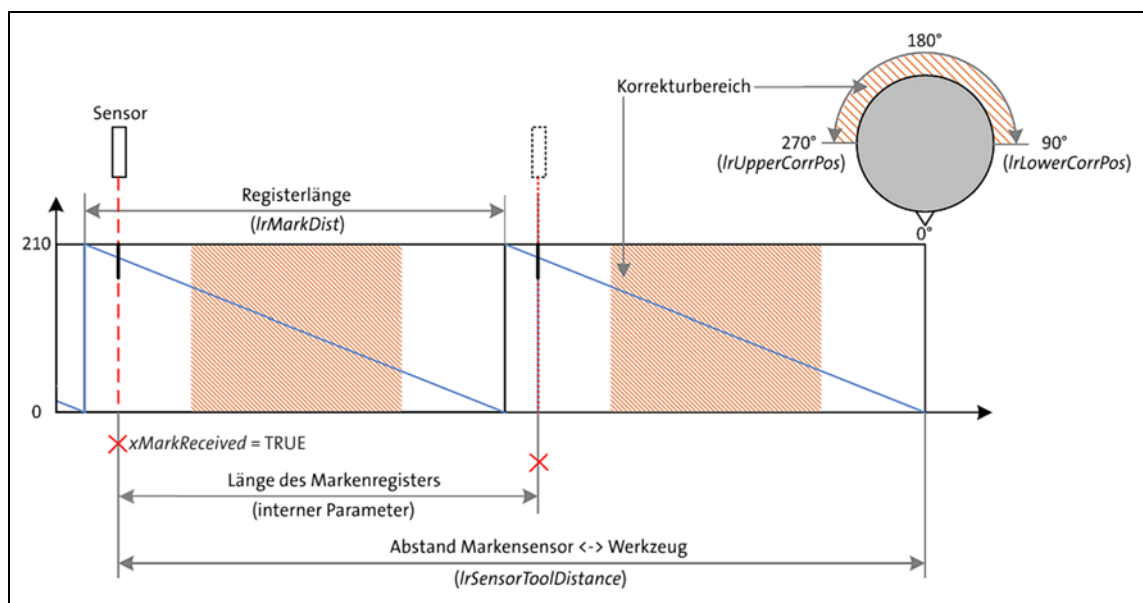 180°
Korrekturbereich
Sensor
270°
(lrUpperCorrPos)
90°
(lrLowerCorrPos)
Registerlänge
(lrMarkDist)
0°
210
0
xMarkReceived = TRUE
Länge des Markenregisters
(interner Parameter)
Abstand Markensensor <-> Werkzeug
(lrSensorToolDistance)